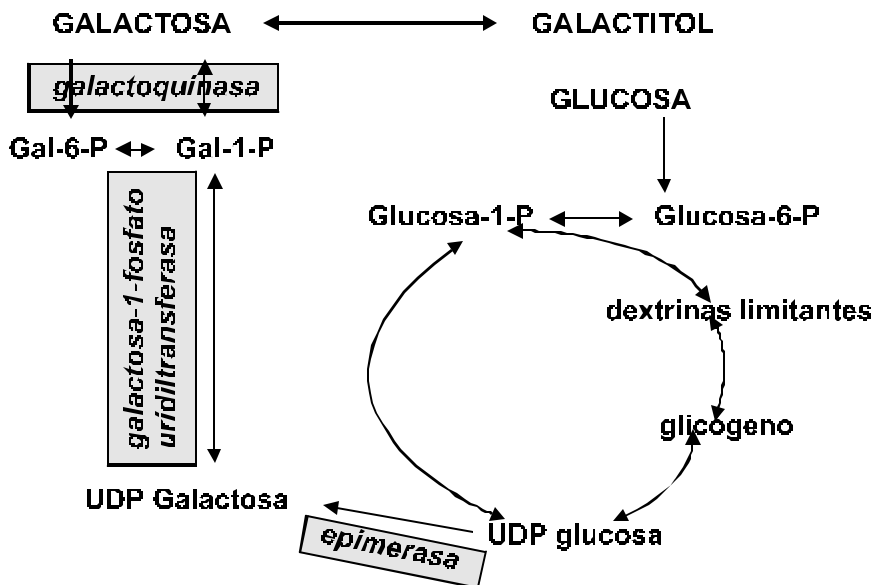 GALACTOSA
GALACTITOL
galactoquinasa
GLUCOSA
Gal-6-P
Gal-1-P
galactosa-1-fosfato
uridiltransferasa
Glucosa-1-P
Glucosa-6-P
dextrinas limitantes
glicogeno
UDP Galactosa
epimerasa
UDP glucosa